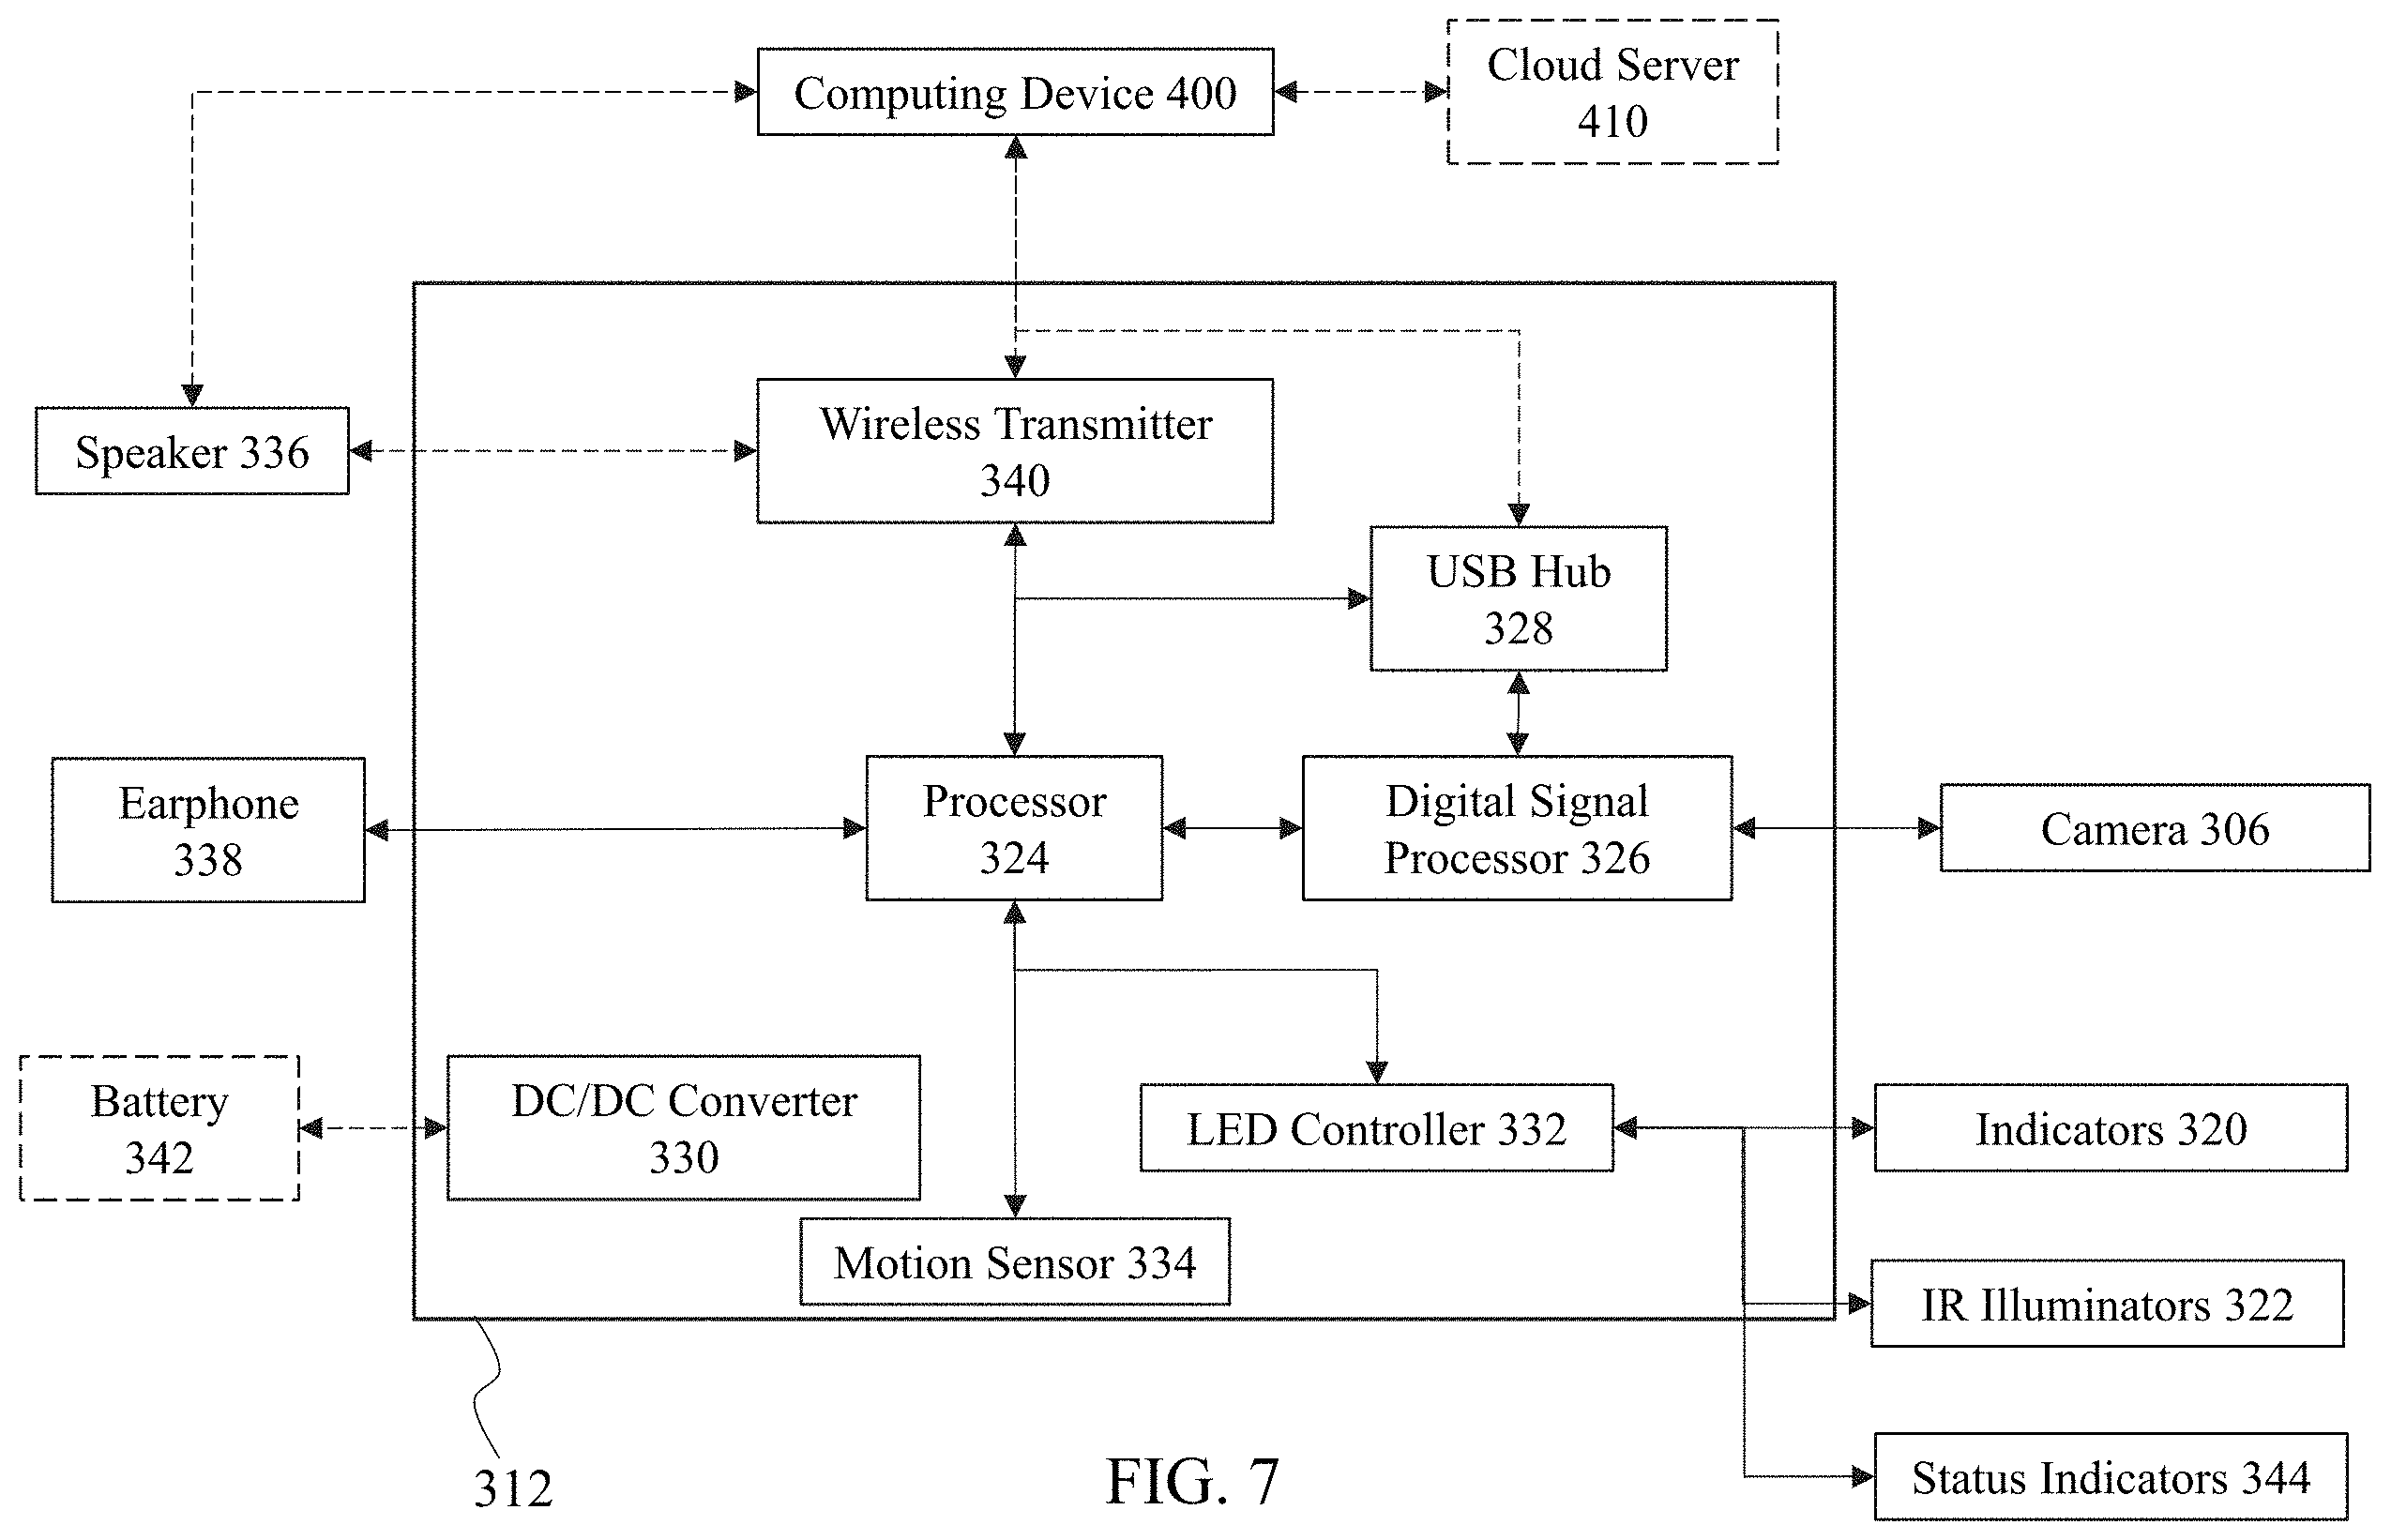 Computing Device 400
Cloud Server
410
Speaker 336
Wireless Transmitter
340
USB Hub
328
Earphone
338
Processor
324
Digital Signal
Processor 326
Camera 306
Battery
342
DC/DC Converter
330
LED Controller 332
Indicators 320
Motion Sensor 334
IR Illuminators 322
Status Indicators 344
312
FIG. 7